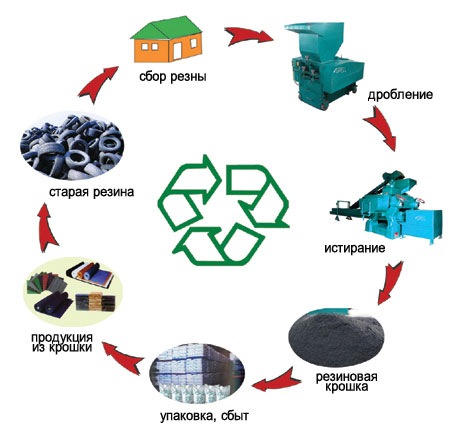 сбор резны
дробление
истирание
резиновая
крошка
упаковка, сбыт
продукция
из крошки
старая резина